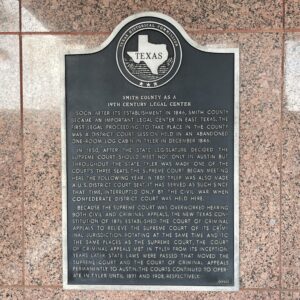 TEXAS HISTORICAL COMMISSION
TEXAS
SMITH COUNTY AS A
19TH CENTURY LEGAL CENTER
SOON AFTER ITS ESTABLISHMENT IN 1846, SMITH COUNTY
BECAME AN IMPORTANT LEGAL CENTER IN EAST TEXAS. THE
FIRST LEGAL PROCEEDING TO TAKE PLACE IN THE COUNTY
WAS A DISTRICT COURT SESSION HELD IN AN ABANDONED
ONE-ROOM LOG CABIN IN TYLER IN DECEMBER 1846.
IN 1850, AFTER THE STATE LEGISLATURE DECREED THE
SUPREME COURT SHOULD MEET NOT ONLY IN AUSTIN BUT
THROUGHOUT THE STATE, TYLER WAS MADE ONE OF THE
COURT'S THREE SEATS. THE SUPREME COURT BEGAN MEETING
HERE THE FOLLOWING YEAR. IN 1857 TYLER WAS ALSO MADE
A U.S. DISTRICT COURT SEAT. IT HAS SERVED AS SUCH SINCE
THAT TIME, INTERRUPTED ONLY BY THE CIVIL WAR WHEN
CONFEDERATE DISTRICT COURT WAS HELD HERE.
BECAUSE THE SUPREME COURT WAS OVERWORKED HEARING
BOTH CIVIL AND CRIMINAL APPEALS, THE NEW TEXAS CON-
STITUTION OF 1876 ESTABLISHED THE COURT OF CRIMINAL
APPEALS TO RELIEVE THE SUPREME COURT OF ITS CRIMI-
NAL JURISDICTION. ROTATING AT THE SAME TIME AND TO
THE SAME PLACES AS THE SUPREME COURT, THE COURT
OF CRIMINAL APPEALS MET IN TYLER FROM ITS INCEPTION.
YEARS LATER STATE LAWS WERE PASSED THAT MOVED THE
SUPREME COURT AND THE COURT OF CRIMINAL APPEALS
PERMANENTLY TO AUSTIN. THE COURTS CONTINUED TO OPER-
ATE IN TYLER UNTIL 1891 AND 1908, RESPECTIVELY.